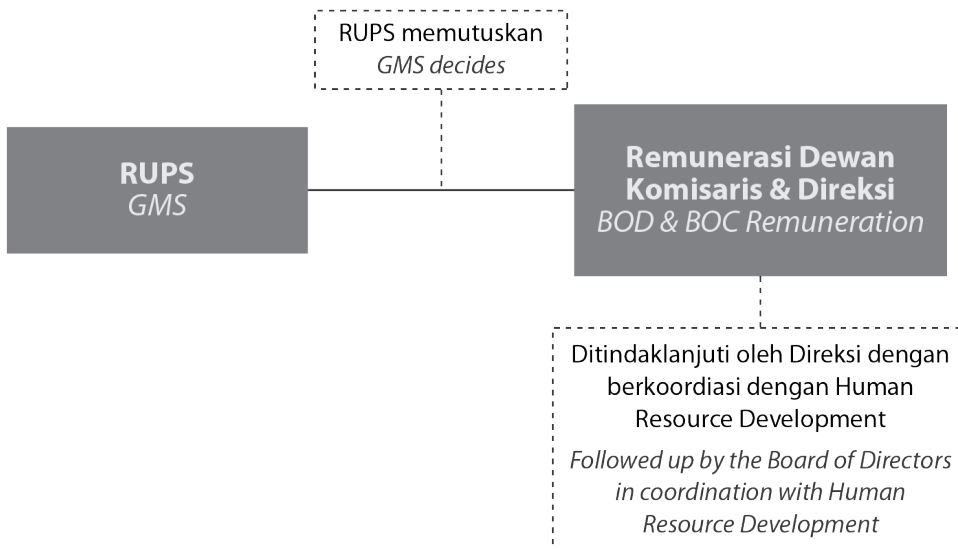 RUPS memutuskan
GMS decides
RUPS
GMS
Remunerasi Dewan
Komisaris & Direksi
BOD & BOC Remuneration
Ditindaklanjuti oleh Direksi dengan
berkoordiasi dengan Human
Resource Development
Followed up by the Board of Directors
in coordination with Human
Resource Development